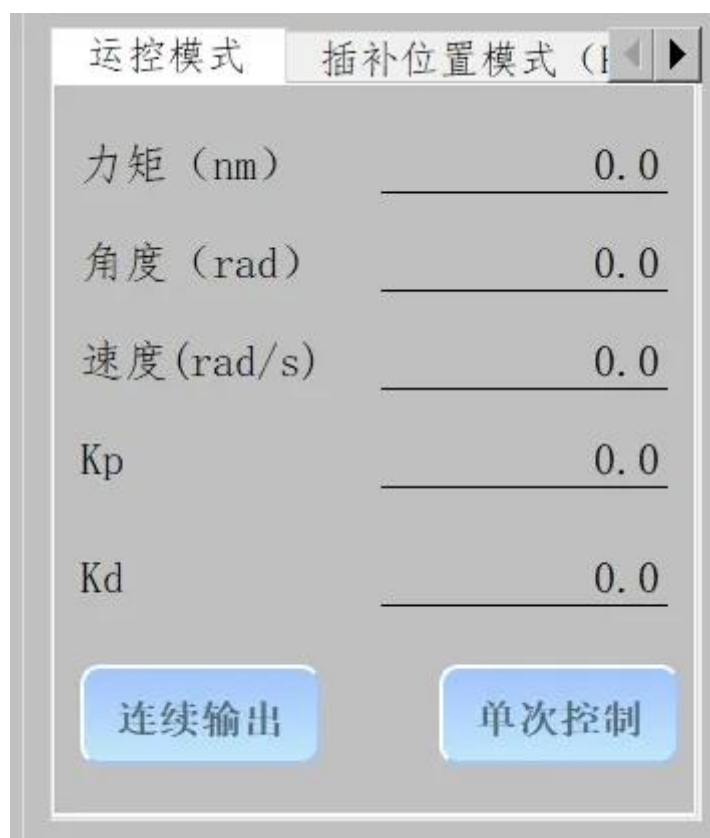 运控模式 插补位置模式（
力矩（nm） 0.0
角度（rad） 0.0
速度(rad/s) 0.0
Kp 0.0
Kd 0.0
连续输出 单次控制